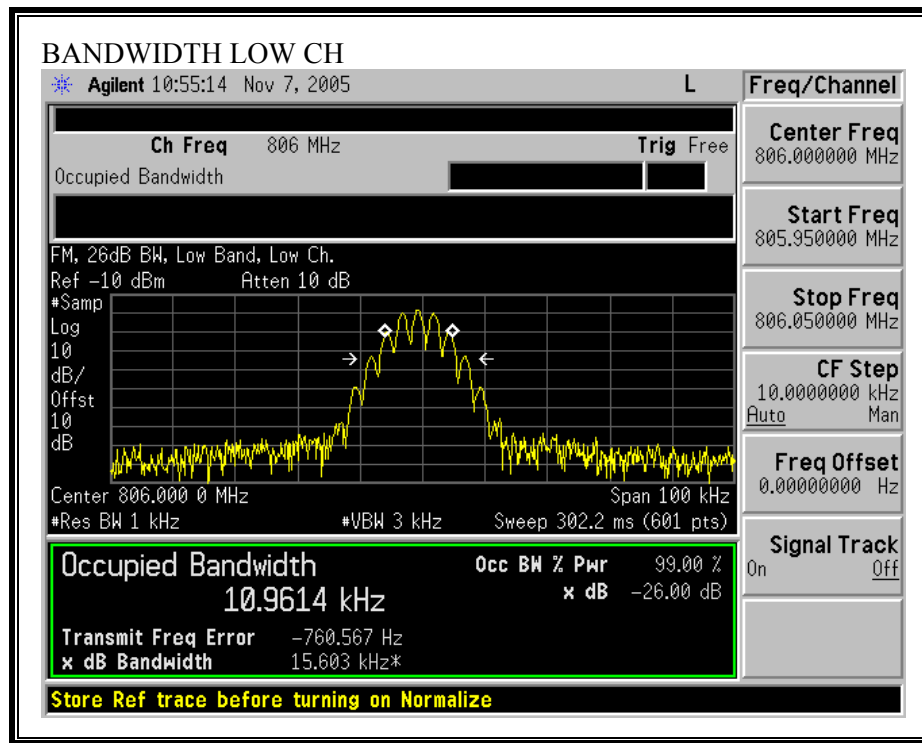 BANDWIDTH LOW CH
Agilent 10:55:14 Nov 7, 2005 L
Freq/Channel
Ch Freq 806 MHz Trig Free
Occupied Bandwidth
Center Freq
806.000000 MHz
Start Freq
805.950000 MHz
Stop Freq
806.050000 MHz
CF Step
10.0000000 kHz
Auto Man
Freq Offset
0.00000000 Hz
Signal Track
On Off
FM, 26dB BW, Low Band, Low Ch.
Ref -10 dBm Atten 10 dB
#Samp
Log
10
dB/
Offst
10
dB
Center 806.000 0 MHz Span 100 kHz
#Res BW 1 kHz #VBW 3 kHz Sweep 302.2 ms (601 pts)
Occupied Bandwidth
10.9614 kHz
Occ BW % Pwr 99.00 %
x dB -26.00 dB
Transmit Freq Error -760.567 Hz
x dB Bandwidth 15.603 kHz*
Store Ref trace before turning on Normalize